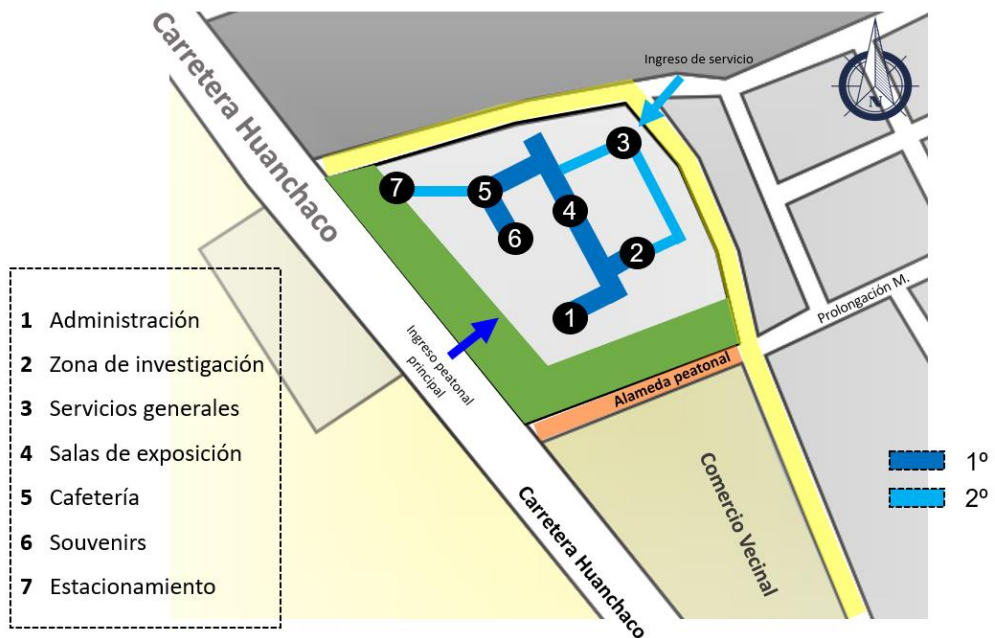 Carretera Huanchaco
Ingreso de servicio
N
3
7
5
4
6
2
1
Prolongación M.
Ingreso peatonal
principal
Alameda peatonal
Carretera Huanchaco
Comercio Vecinal
1 Administración
2 Zona de investigación
3 Servicios generales
4 Salas de exposición
5 Cafetería
6 Souvenirs
7 Estacionamiento
1º
2º